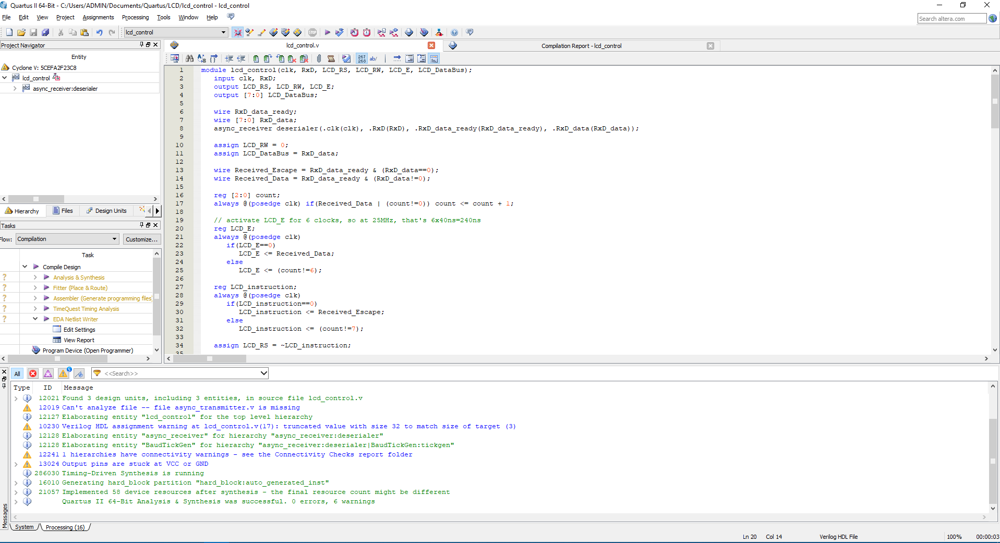 Quartus II 64-Bit - C:/Users/ADMIN/Documents/Quartus/LCD/lcd_control - lcd_control
File Edit View Project Assignments Processing Tools Window Help
Search altera.com
lcd_control
STOP
Project Navigator
Entity
Cyclone V: 5CEFA2F23C8
lcd_control
async_receiver:deserialer
Hierarchy Files Design Units
Tasks
Flow: Compilation Customize...
Task
Compile Design
Analysis & Synthesis
Fitter (Place & Route)
Assembler (Generate programming files)
TimeQuest Timing Analysis
EDA Netlist Writer
Edit Settings
View Report
Program Device (Open Programmer)
lcd_control.v
Compilation Report - lcd_control
267
268
ab/
1 module lcd_control(clk, RxD, LCD_RS, LCD_RW, LCD_E, LCD_DataBus);
2 input clk, RxD;
3 output LCD_RS, LCD_RW, LCD_E;
4 output [7:0] LCD_DataBus;
5
6 wire RxD_data_ready;
7 wire [7:0] RxD_data;
8 async_receiver deserialer(.clk(clk), .RxD(RxD), .RxD_data_ready(RxD_data_ready), .RxD_data(RxD_data));
9
10 assign LCD_RW = 0;
11 assign LCD_DataBus = RxD_data;
12
13 wire Received_Escape = RxD_data_ready & (RxD_data==0);
14 wire Received_Data = RxD_data_ready & (RxD_data!=0);
15
16 reg [2:0] count;
17 always @(posedge clk) if(Received_Data | (count!=0)) count <= count + 1;
18
19 // activate LCD_E for 6 clocks, so at 25MHz, that's 6x40ns=240ns
20 reg LCD_E;
21 always @(posedge clk)
22 if(LCD_E==0)
23 LCD_E <= Received_Data;
24 else
25 LCD_E <= (count!=6);
26
27 reg LCD_instruction;
28 always @(posedge clk)
29 if(LCD_instruction==0)
30 LCD_instruction <= Received_Escape;
31 else
32 LCD_instruction <= (count!=7);
33
34 assign LCD_RS = ~LCD_instruction;
35
All
5
<<Search>>
Type ID Message
12021 Found 3 design units, including 3 entities, in source file lcd_control.v
12019 Can't analyze file -- file async_transmitter.v is missing
12127 Elaborating entity "lcd_control" for the top level hierarchy
10230 Verilog HDL assignment warning at lcd_control.v(17): truncated value with size 32 to match size of target (3)
12128 Elaborating entity "async_receiver" for hierarchy "async_receiver:deserialer"
12128 Elaborating entity "BaudTickGen" for hierarchy "async_receiver:deserialer|BaudTickGen:tickgen"
12241 1 hierarchies have connectivity warnings - see the Connectivity Checks report folder
13024 Output pins are stuck at VCC or GND
286030 Timing-Driven Synthesis is running
16010 Generating hard_block partition "hard_block:auto_generated_inst"
21057 Implemented 58 device resources after synthesis - the final resource count might be different
Quartus II 64-Bit Analysis & Synthesis was successful. 0 errors, 6 warnings
Messages
System Processing (16)
Ln 20 Col 14 Verilog HDL File 100% 00:00:03